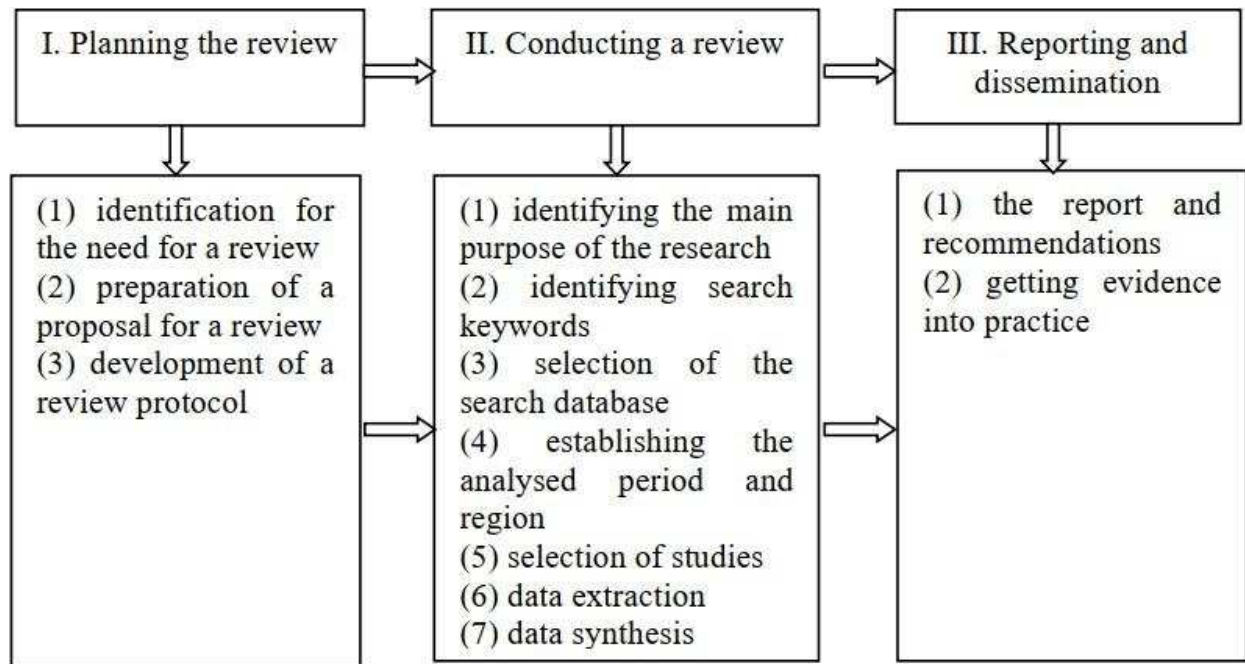 I. Planning the review
II. Conducting a review
III. Reporting and
dissemination
(1) identification for
the need for a review
(2) preparation of a
proposal for a review
(3) development of a
review protocol
(1) identifying the main
purpose of the research
(2) identifying search
keywords
(3) selection of the
search database
(4) establishing the
analysed period and
region
(5) selection of studies
(6) data extraction
(7) data synthesis
(1) the report and
recommendations
(2) getting evidence
into practice